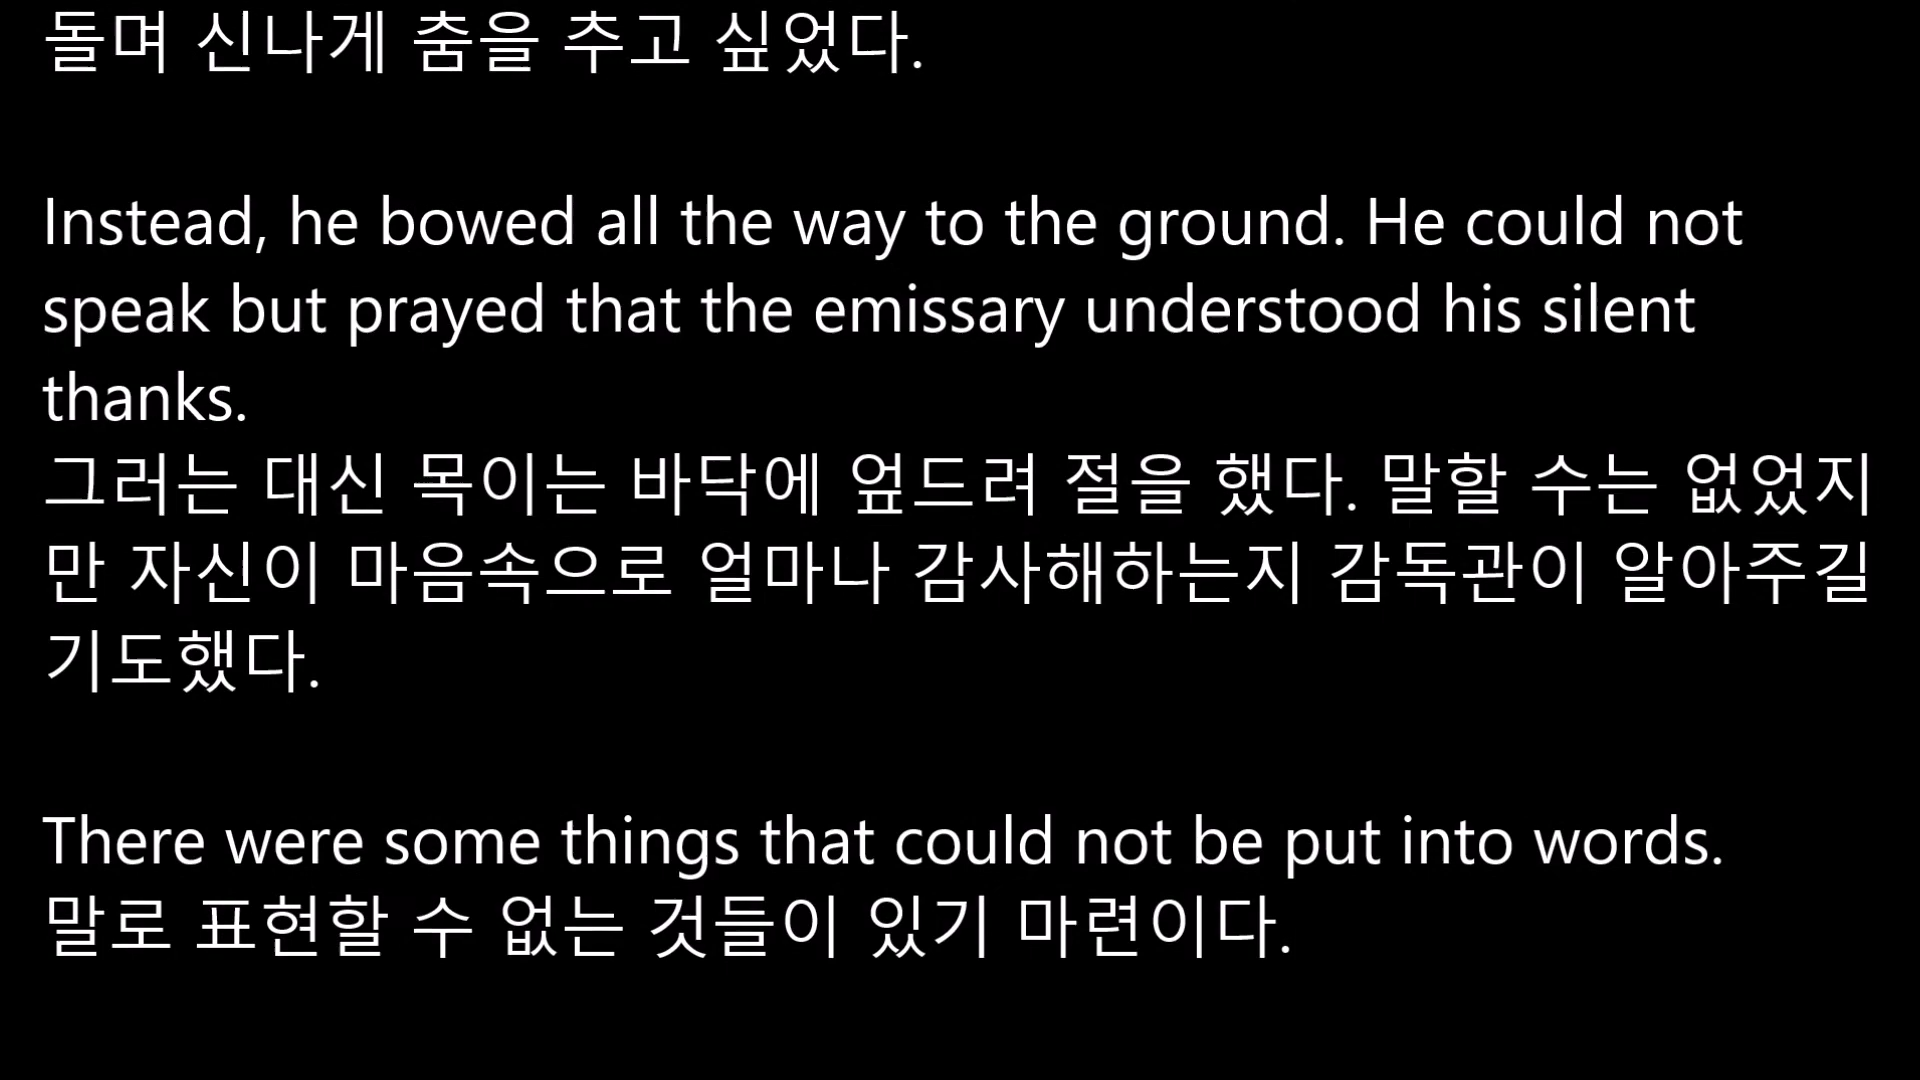 돌며 신나게 춤을 추고 싶었다.
Instead, he bowed all the way to the ground. He could not
speak but prayed that the emissary understood his silent
thanks.
그러는 대신 목이는 바닥에 엎드려 절을 했다. 말할 수는 없었지
만 자신이 마음속으로 얼마나 감사해하는지 감독관이 알아주길
기도했다.
There were some things that could not be put into words.
말로 표현할 수 없는 것들이 있기 마련이다.